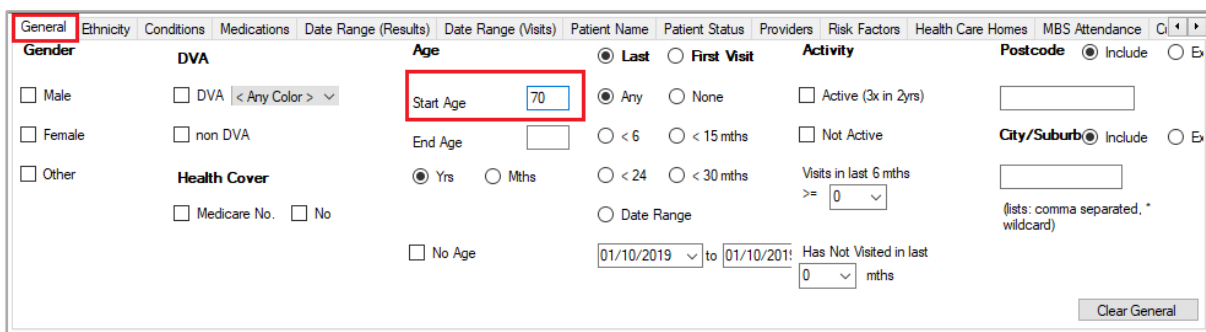 General Ethnicity Conditions Medications Date Range (Results) Date Range (Visits) Patient Name Patient Status Providers Risk Factors Health Care Homes MBS Attendance
Gender DVA Age Last First Visit Activity Postcode Include
Male DVA < Any Color > Start Age 70 Any None Active (3x in 2yrs)
Female non DVA End Age < 6 < 15 mths Not Active City/Suburb Include
Other Health Cover Yrs Mths < 24 < 30 mths Visits in last 6 mths
>= 0
Medicare No. No Date Range (lists: comma separated, *
wildcard)
No Age 01/10/2019 to 01/10/201 Has Not Visited in last
0 mths
Clear General